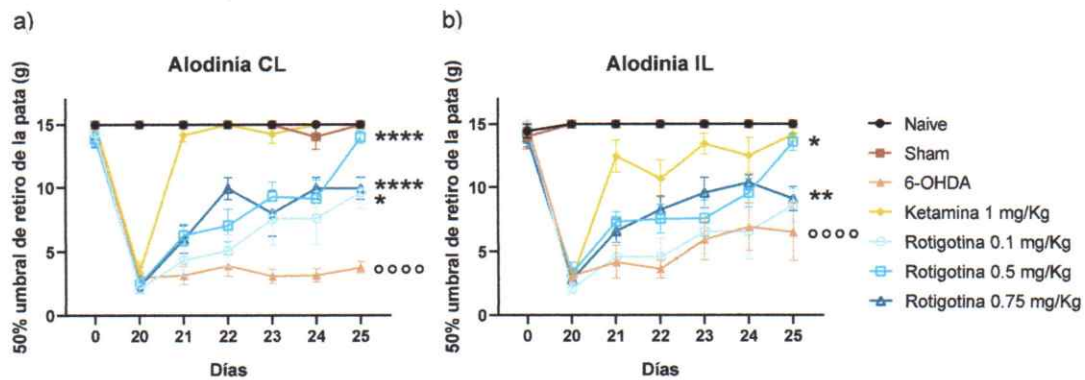 a)
Alodinia CL
50% umbral de retiro de la pata (g)
15
10
5
0
****
****
*
oooo
0 20 21 22 23 24 25
Días
b)
Alodinia IL
50% umbral de retiro de la pata (g)
15
10
5
0
*
**
oooo
0 20 21 22 23 24 25
Días
Naive
Sham
6-OHDA
Ketamina 1 mg/Kg
Rotigotina 0.1 mg/Kg
Rotigotina 0.5 mg/Kg
Rotigotina 0.75 mg/Kg